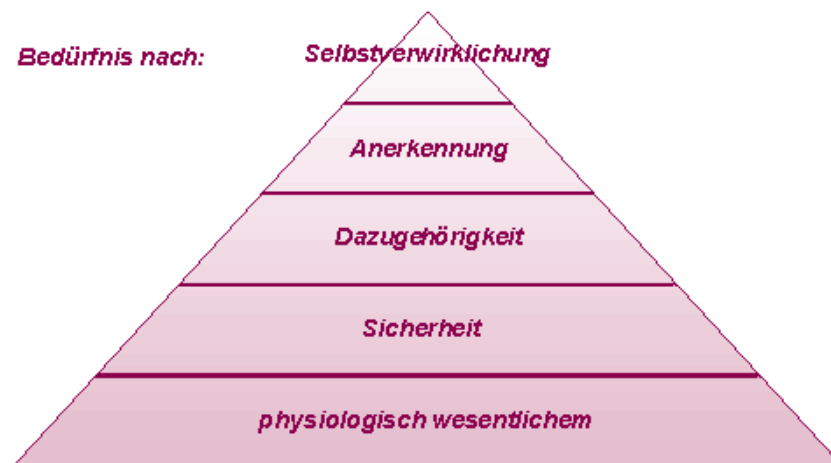 Bedürfnis nach:
Selbstverwirklichung
Anerkennung
Dazugehörigkeit
Sicherheit
physiologisch wesentlichem